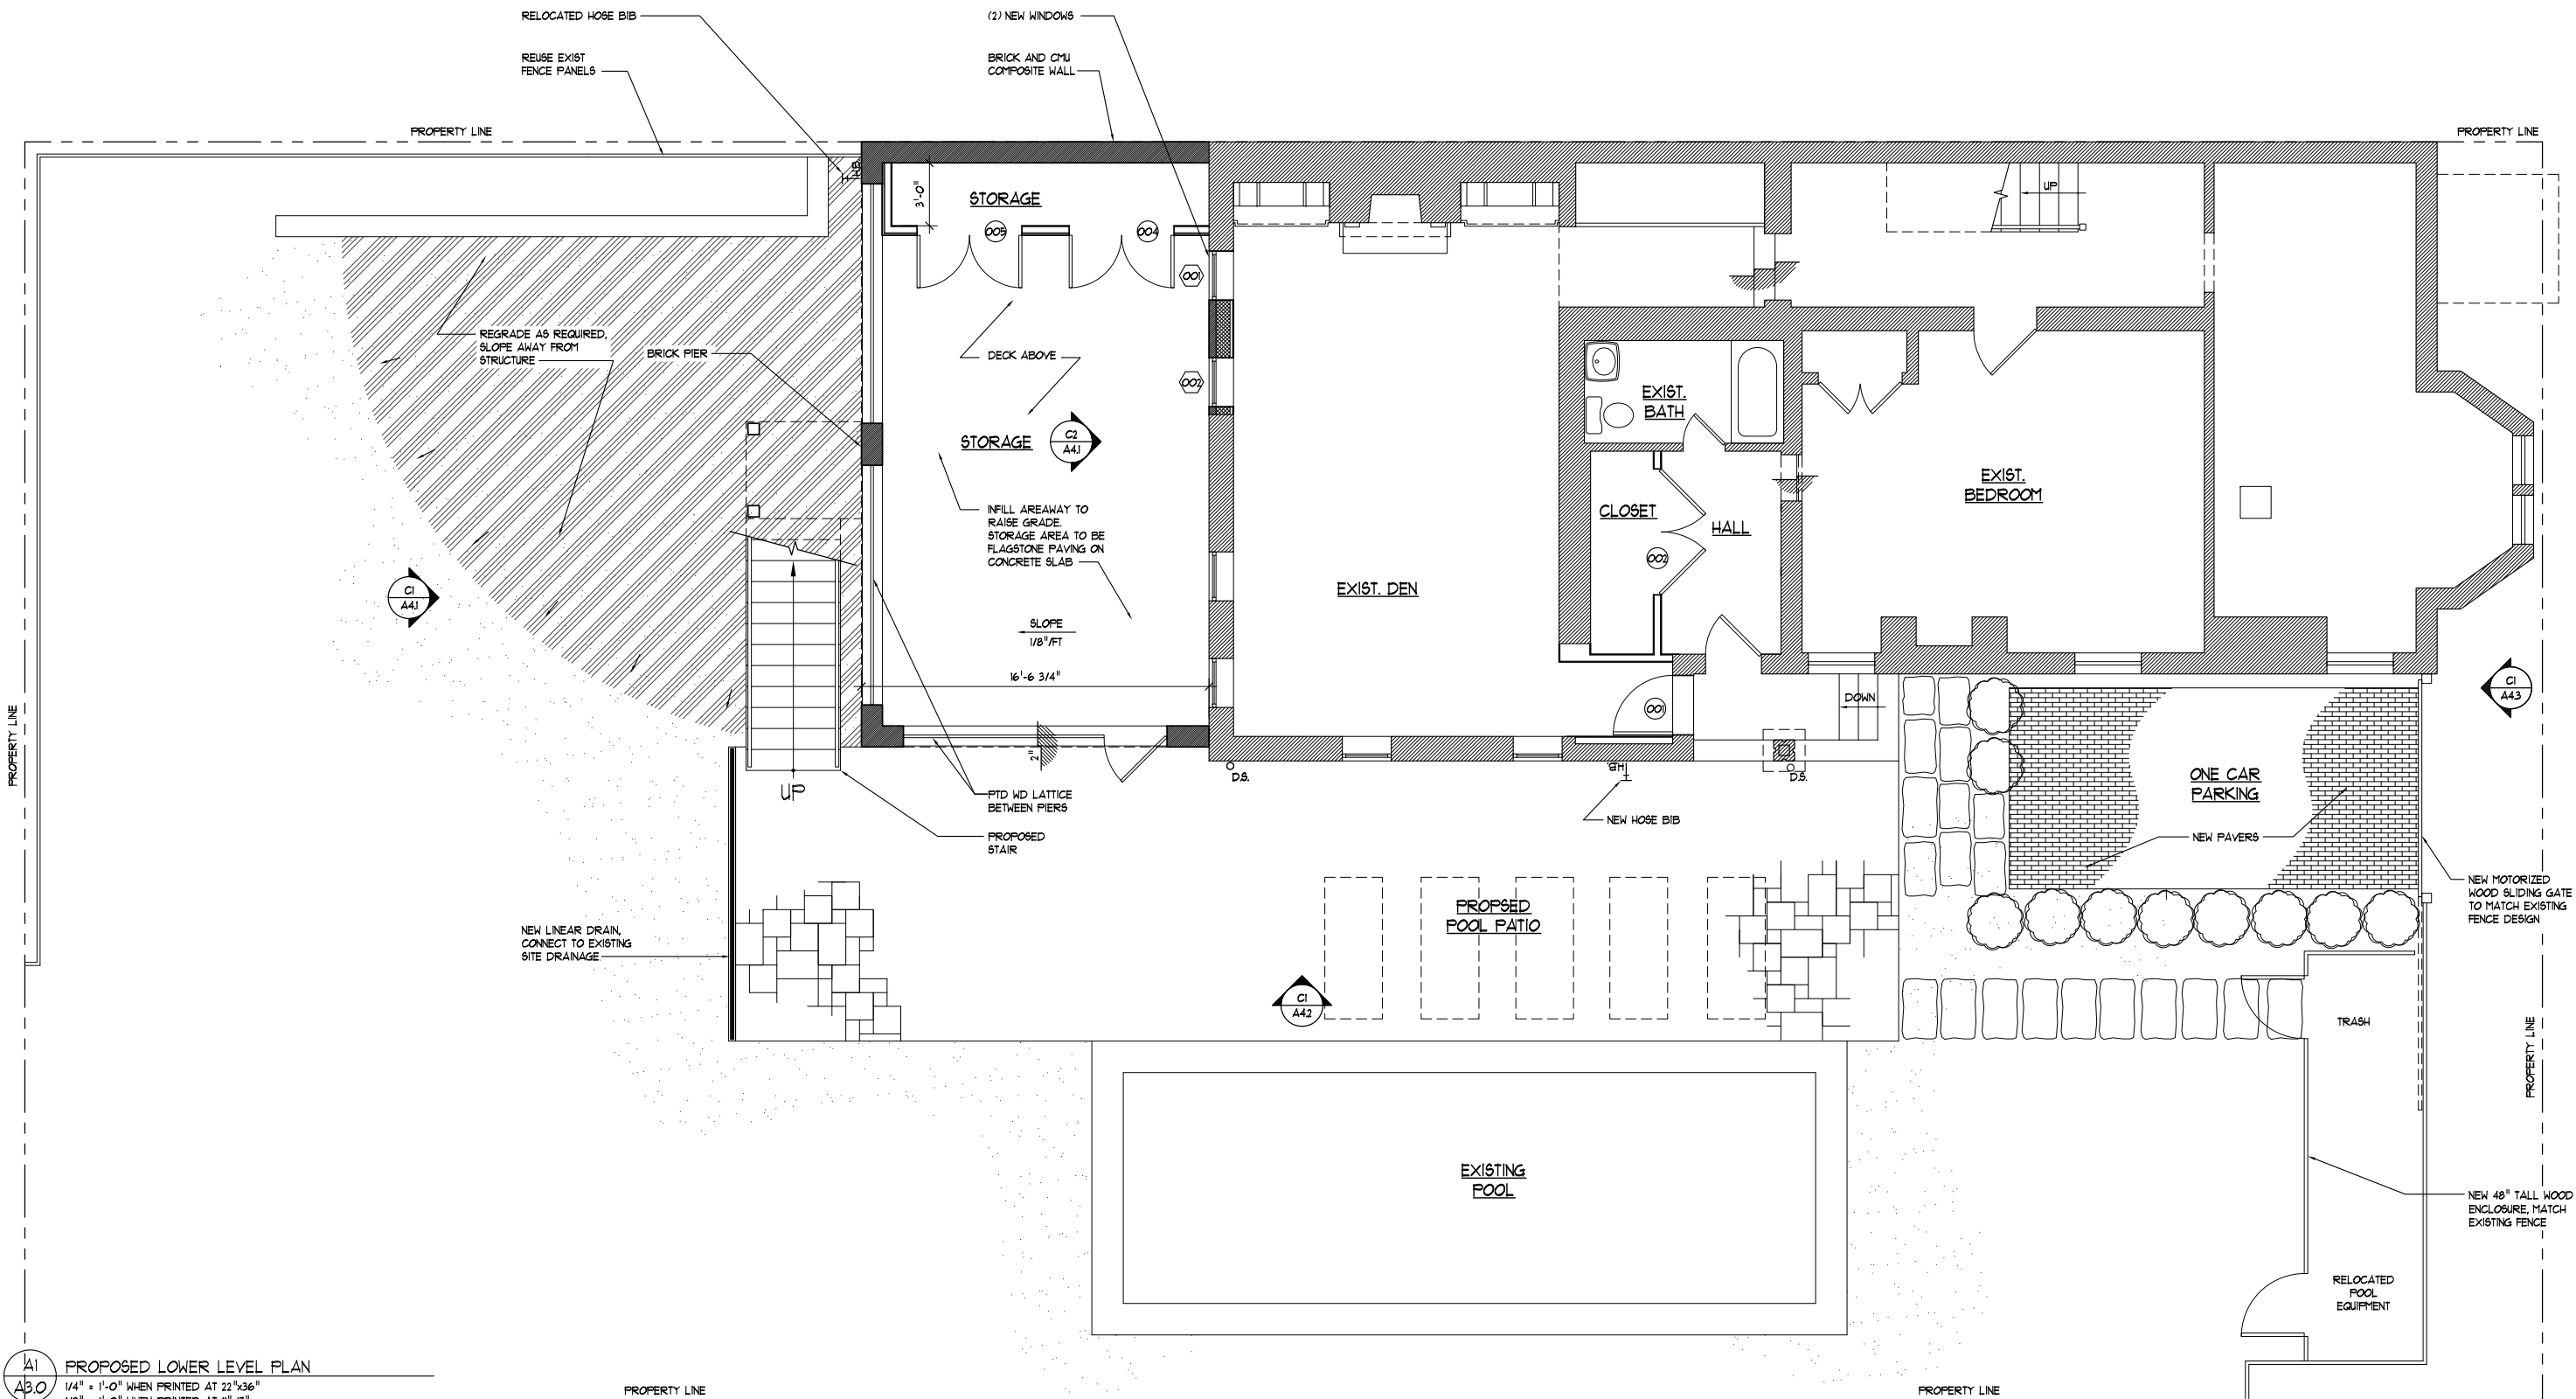 RELOCATED HOSE BIB
(2) NEW WINDOWS
REUSE EXIST
FENCE PANELS
BRICK AND CMU
COMPOSITE WALL
PROPERTY LINE
PROPERTY LINE
HB
3'-0"
STORAGE
005
004
001
UP
REGRADE AS REQUIRED,
SLOPE AWAY FROM
STRUCTURE
BRICK PIER
DECK ABOVE
002
EXIST.
BATH
STORAGE
C2
A4.1
EXIST.
BEDROOM
INFILL AREAWAY TO
RAISE GRADE.
STORAGE AREA TO BE
FLAGSTONE PAVING ON
CONCRETE SLAB
CLOSET
HALL
002
C1
A4.1
EXIST. DEN
SLOPE
1/8"/FT
16'-6 3/4"
001
DOWN
C1
A4.3
PROPERTY LINE
2"
UP
D.S.
HB.
D.S.
ONE CAR
PARKING
PTD WD LATTICE
BETWEEN PIERS
NEW HOSE BIB
PROPOSED
STAIR
NEW PAVERS
NEW MOTORIZED
WOOD SLIDING GATE
TO MATCH EXISTING
FENCE DESIGN
PROPSED
POOL PATIO
NEW LINEAR DRAIN,
CONNECT TO EXISTING
SITE DRAINAGE
C1
A4.2
TRASH
PROPERTY LINE
EXISTING
POOL
NEW 48" TALL WOOD
ENCLOSURE, MATCH
EXISTING FENCE
RELOCATED
POOL
EQUIPMENT
A1
A3.0
PROPOSED LOWER LEVEL PLAN
1/4" = 1'-0" WHEN PRINTED AT 22"x36"
PROPERTY LINE
PROPERTY LINE